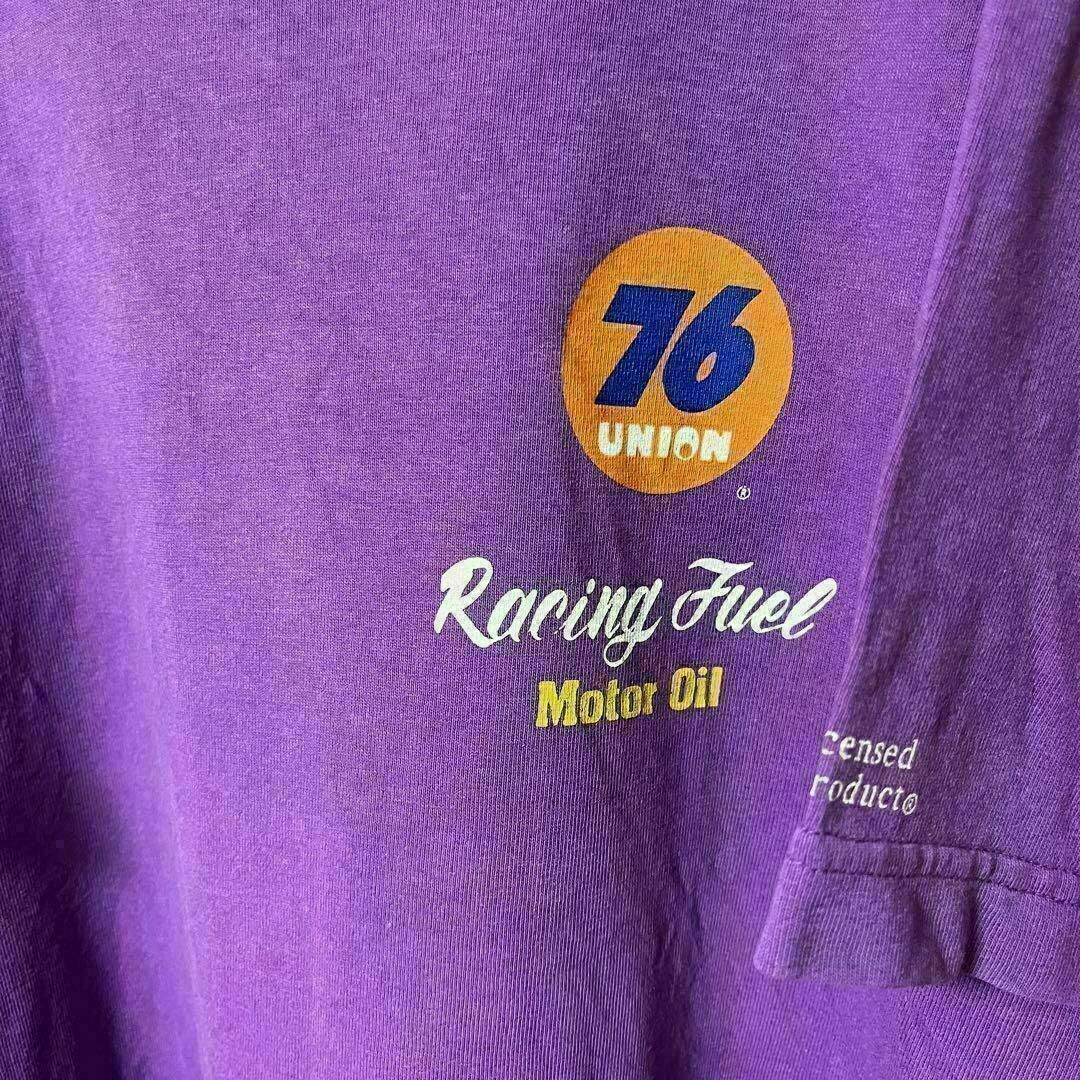 76
UNION
®
Racing Fuel
Motor Oil
censed
roduct®